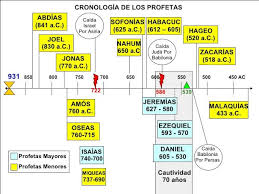 CRONOLOGÍA DE LOS PROFETAS
ABDÍAS
(841 a.C.)
JOEL
(830 a.C.)
JONAS
(770 a.C.)
Caída
Israel
Por
Asiria
SOFONÍAS
(625 a.C.)
NAHUM
650 a.C
HABACUC
(612 – 605)
Caída
Judá Por
Babilonia
HAGEO
(520 a.C.)
ZACARÍAS
(518 a.C.)
931
850
800
750
700
650
600
550
500
450
400
722
586
539
AMÓS
760 a.C.
OSEAS
760-715
ISAÍAS
740-700
MIQUEAS
737-690
JEREMÍAS
627 - 580
EZEQUIEL
593 - 570
DANIEL
605 - 530
Cautividad
70 años
MALAQUÍAS
433 a.C.
Caída
Babilonia
Por Persas
Profetas Mayores
Profetas Menores